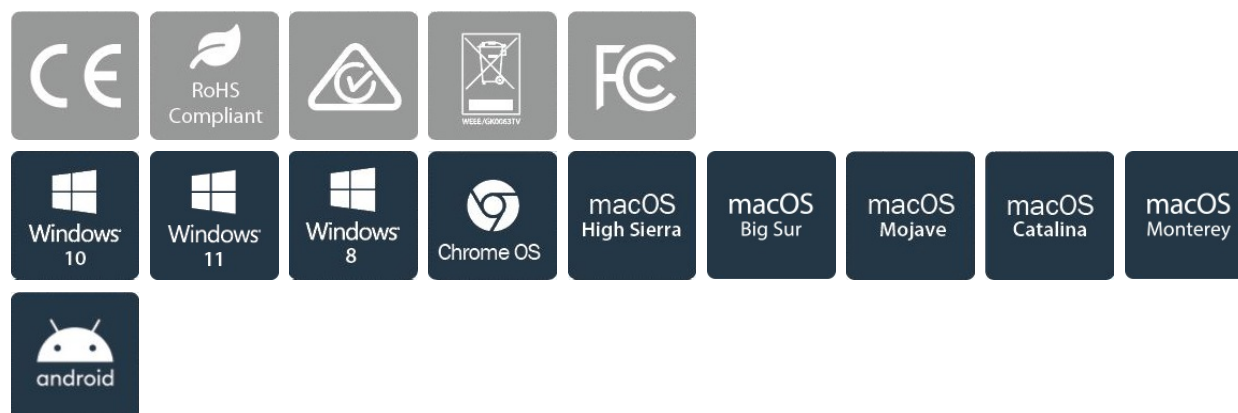 CE
RoHS
Compliant
WEEE/GK0063TV
FC
Windows
10
Windows
11
Windows
8
Chrome OS
macOS
High Sierra
macOS
Big Sur
macOS
Mojave
macOS
Catalina
macOS
Monterey
android